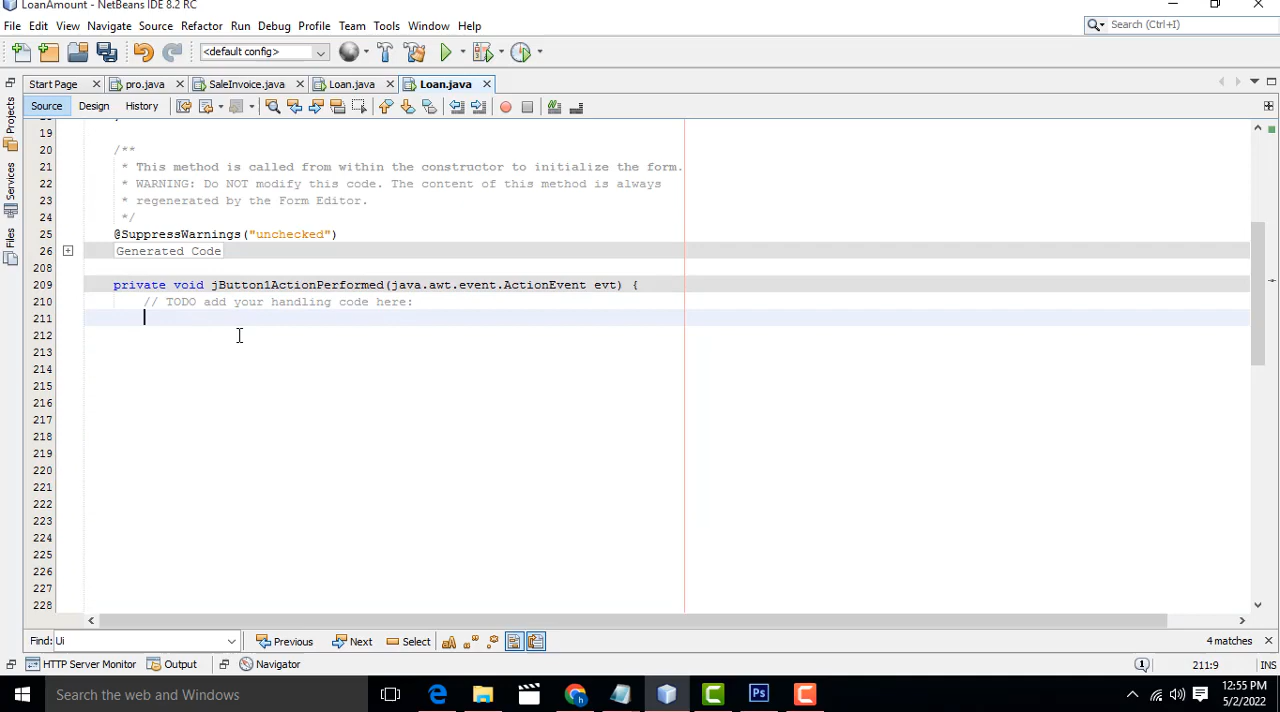 LoanAmount - NetBeans IDE 8.2 RC
File Edit View Navigate Source Refactor Run Debug Profile Team Tools Window Help
Search (Ctrl+I)
<default config>
Start Page pro.java SaleInvoice.java Loan.java Loan.java
Source Design History
19
20 /**
21 * This method is called from within the constructor to initialize the form.
22 * WARNING: Do NOT modify this code. The content of this method is always
23 * regenerated by the Form Editor.
24 */
25 @SuppressWarnings("unchecked")
26 Generated Code
208
209 private void jButton1ActionPerformed(java.awt.event.ActionEvent evt) {
210 // TODO add your handling code here:
211
212
213
214
215
216
217
218
219
220
221
222
223
224
225
226
227
228
Projects
Services
Files
Find: Ui Previous Next Select 4 matches
HTTP Server Monitor Output Navigator 1 211:9 INS
Search the web and Windows
Ps
12:55 PM
5/2/2022